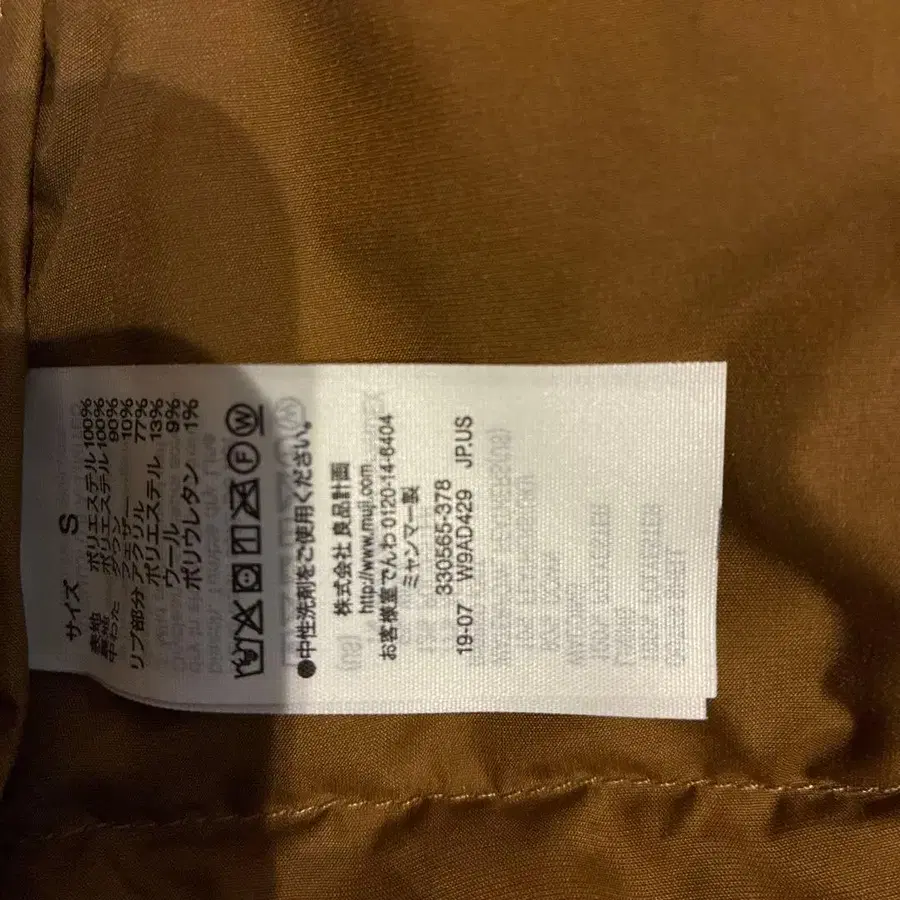 サイズ S
表地 ポリエステル 100%
裏地 ポリエステル 100%
中わた ダウン 90%
フェザー 10%
リブ部分 アクリル 77%
ポリエステル 13%
ウール 9%
ポリウレタン 1%
F W
●中性洗剤をご使用ください。
株式会社 良品計画
http://www.muji.com
お客様室でんわ 0120-14-6404
ミャンマー製
330565-378
19-07 W9AD429 JP.US